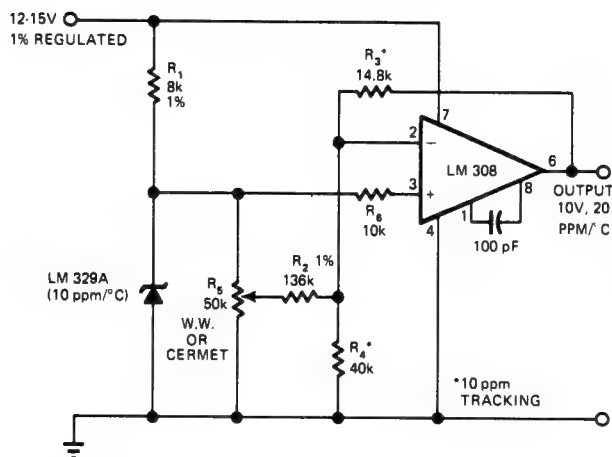 12-15V
1% REGULATED
R1
8k
1%
R3*
14.8k
7
2
−
LM 308
6
3
+
8
R6
10k
1
4
OUTPUT
10V, 20
PPM/°C
100 pF
LM 329A
(10 ppm/°C)
R5
50k
R2 1%
136k
W.W.
OR
CERMET
R4*
40k
*10 ppm
TRACKING